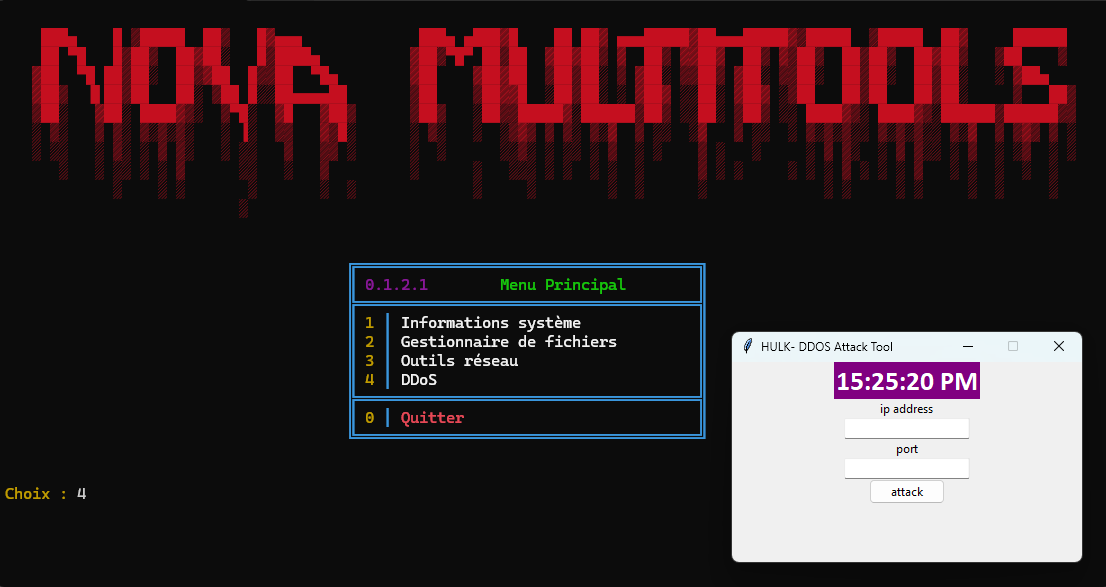 NOVA MULTITOOLS
0.1.2.1 Menu Principal
1 | Informations système
2 | Gestionnaire de fichiers
3 | Outils réseau
4 | DDoS
0 | Quitter
Choix : 4
HULK- DDOS Attack Tool
15:25:20 PM
ip address
port
attack